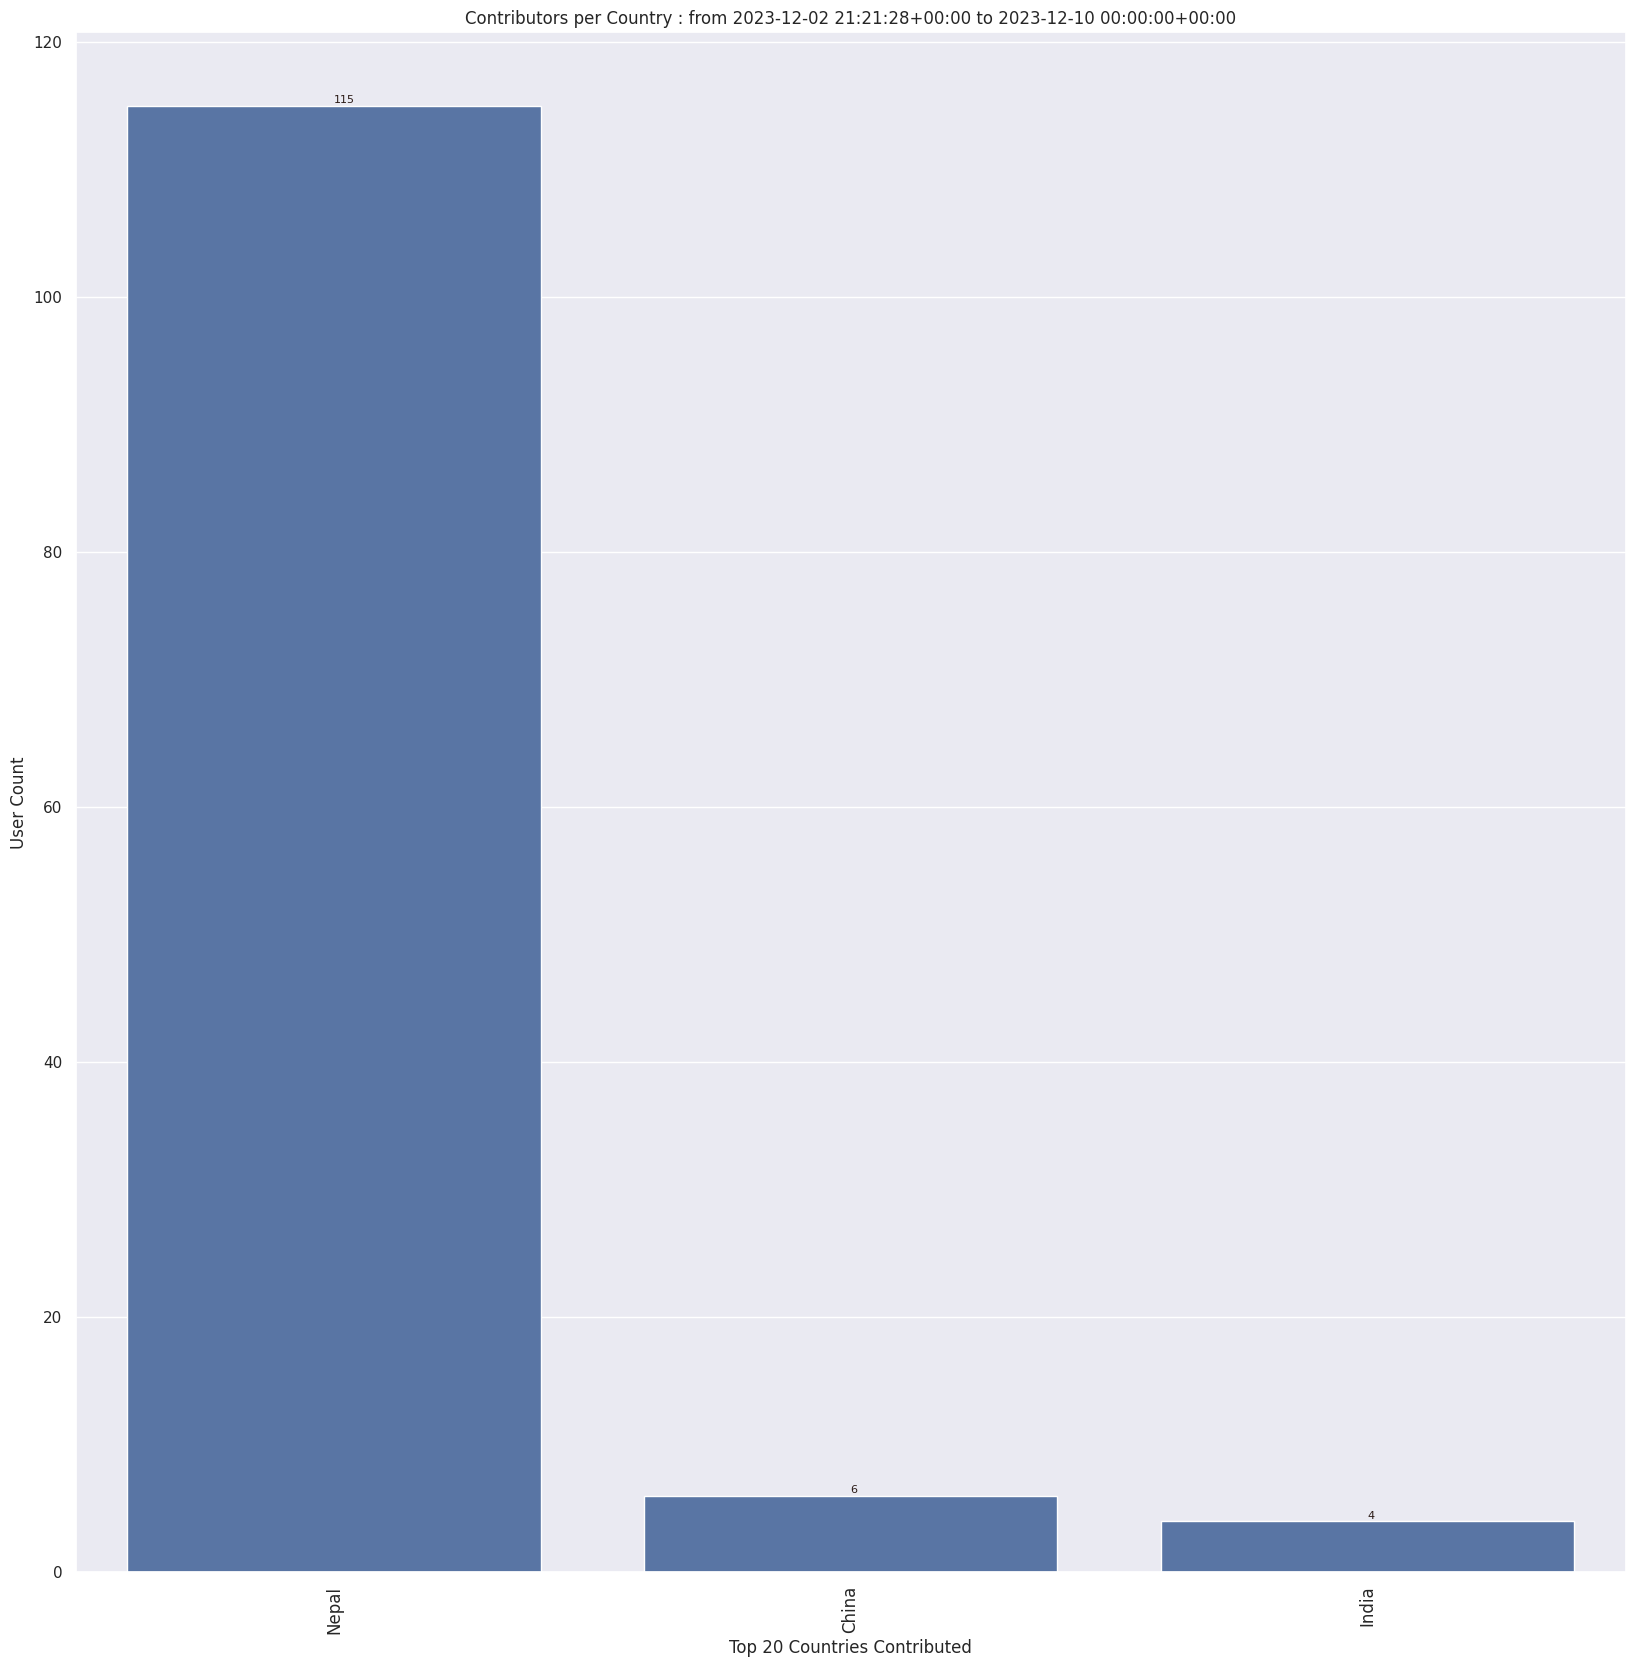 Contributors per Country : from 2023-12-02 21:21:28+00:00 to 2023-12-10 00:00:00+00:00
120
115
100
80
User Count
60
40
20
6
4
0
Nepal
China
India
Top 20 Countries Contributed